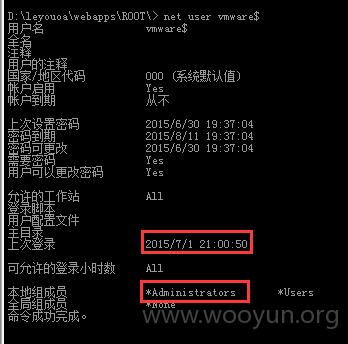 D:\leyouoa\webapps\ROOT\> net user vmware$
用户名 vmware$
全名
注释
用户的注释
国家/地区代码 000 (系统默认值)
帐户启用 Yes
帐户到期 从不
上次设置密码 2015/6/30 19:37:04
密码到期 2015/8/11 19:37:04
密码可更改 2015/6/30 19:37:04
需要密码 Yes
用户可以更改密码 Yes
允许的工作站 All
登录脚本
用户配置文件
主目录
上次登录 2015/7/1 21:00:50
可允许的登录小时数 All
本地组成员 *Administrators *Users
全局组成员 *None
命令成功完成。
www.wooyun.org